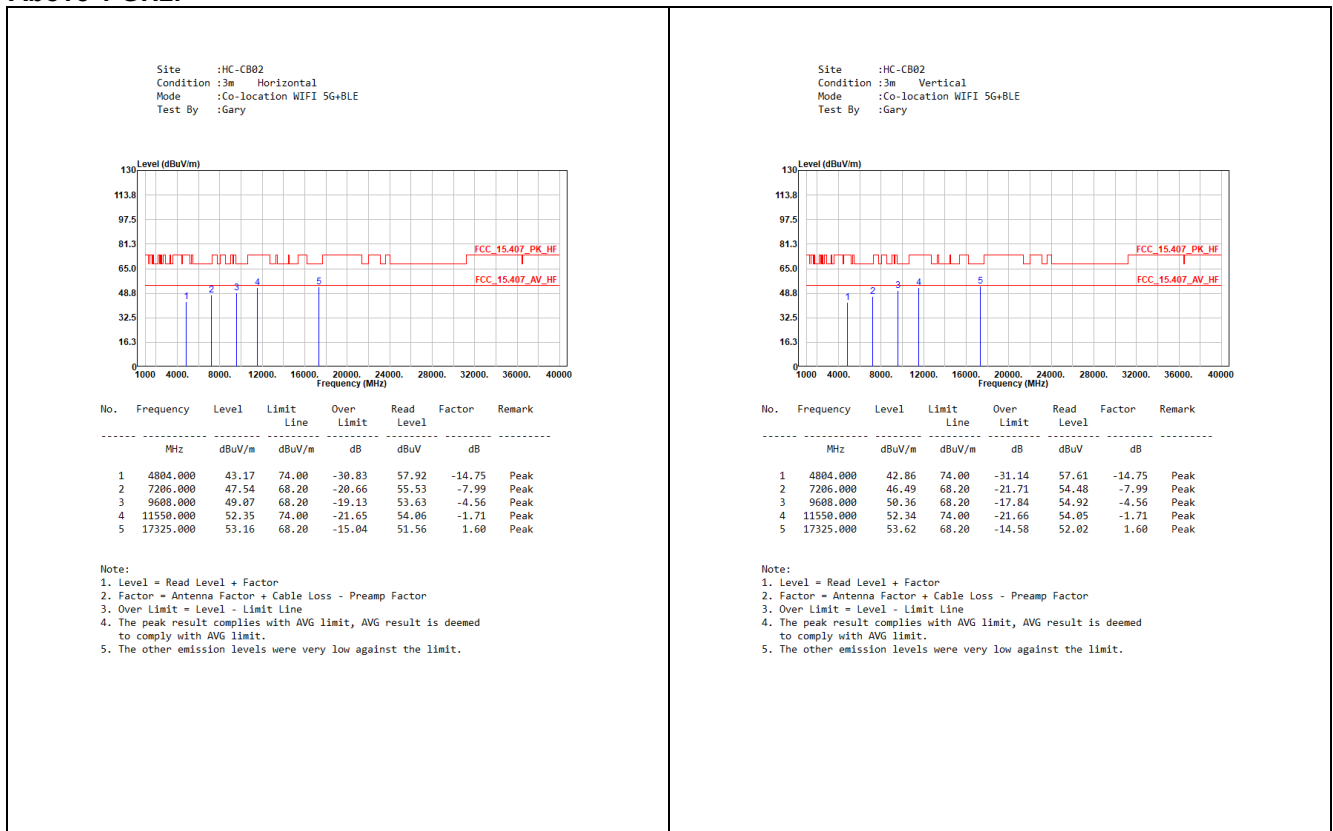 Site :HC-CB02
Condition :3m Horizontal
Mode :Co-location WIFI 5G+BLE
Test By :Gary
Level (dBuV/m)
130
113.8
97.5
81.3
FCC_15.407_PK_HF
65.0
FCC_15.407_AV_HF
48.8
1 2 3 4 5
32.5
16.3
0
1000 4000. 8000. 12000. 16000. 20000. 24000. 28000. 32000. 36000. 40000
Frequency (MHz)
No. Frequency Level Limit Over Read Factor Remark
Line Limit Level
------ ----------- -------- -------- --------- -------- -------- ---------
MHz dBuV/m dBuV/m dB dBuV dB
1 4804.000 43.17 74.00 -30.83 57.92 -14.75 Peak
2 7206.000 47.54 68.20 -20.66 55.53 -7.99 Peak
3 9608.000 49.07 68.20 -19.13 53.63 -4.56 Peak
4 11550.000 52.35 74.00 -21.65 54.06 -1.71 Peak
5 17325.000 53.16 68.20 -15.04 51.56 1.60 Peak
Note:
1. Level = Read Level + Factor
2. Factor = Antenna Factor + Cable Loss - Preamp Factor
3. Over Limit = Level - Limit Line
4. The peak result complies with AVG limit, AVG result is deemed
to comply with AVG limit.
5. The other emission levels were very low against the limit.
Site :HC-CB02
Condition :3m Vertical
Mode :Co-location WIFI 5G+BLE
Test By :Gary
Level (dBuV/m)
130
113.8
97.5
81.3
FCC_15.407_PK_HF
65.0
FCC_15.407_AV_HF
48.8
1 2 3 4 5
32.5
16.3
0
1000 4000. 8000. 12000. 16000. 20000. 24000. 28000. 32000. 36000. 40000
Frequency (MHz)
No. Frequency Level Limit Over Read Factor Remark
Line Limit Level
------ ----------- -------- -------- --------- -------- -------- ---------
MHz dBuV/m dBuV/m dB dBuV dB
1 4804.000 42.86 74.00 -31.14 57.61 -14.75 Peak
2 7206.000 46.49 68.20 -21.71 54.48 -7.99 Peak
3 9608.000 50.36 68.20 -17.84 54.92 -4.56 Peak
4 11550.000 52.34 74.00 -21.66 54.05 -1.71 Peak
5 17325.000 53.62 68.20 -14.58 52.02 1.60 Peak
Note:
1. Level = Read Level + Factor
2. Factor = Antenna Factor + Cable Loss - Preamp Factor
3. Over Limit = Level - Limit Line
4. The peak result complies with AVG limit, AVG result is deemed
to comply with AVG limit.
5. The other emission levels were very low against the limit.